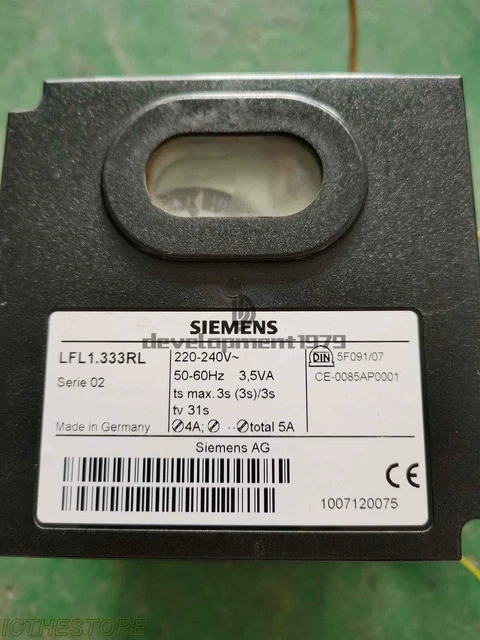 SIEMENS
development1979
LFL1.333RL
Serie 02
Made in Germany
220-240V~
50-60Hz 3,5VA
ts max. 3s (3s)/3s
tv 31s
⊘4A; ⊘ ··⊘total 5A
DIN 5F091/07
CE-0085AP0001
Siemens AG
CE
1007120075
ICTHESTORE